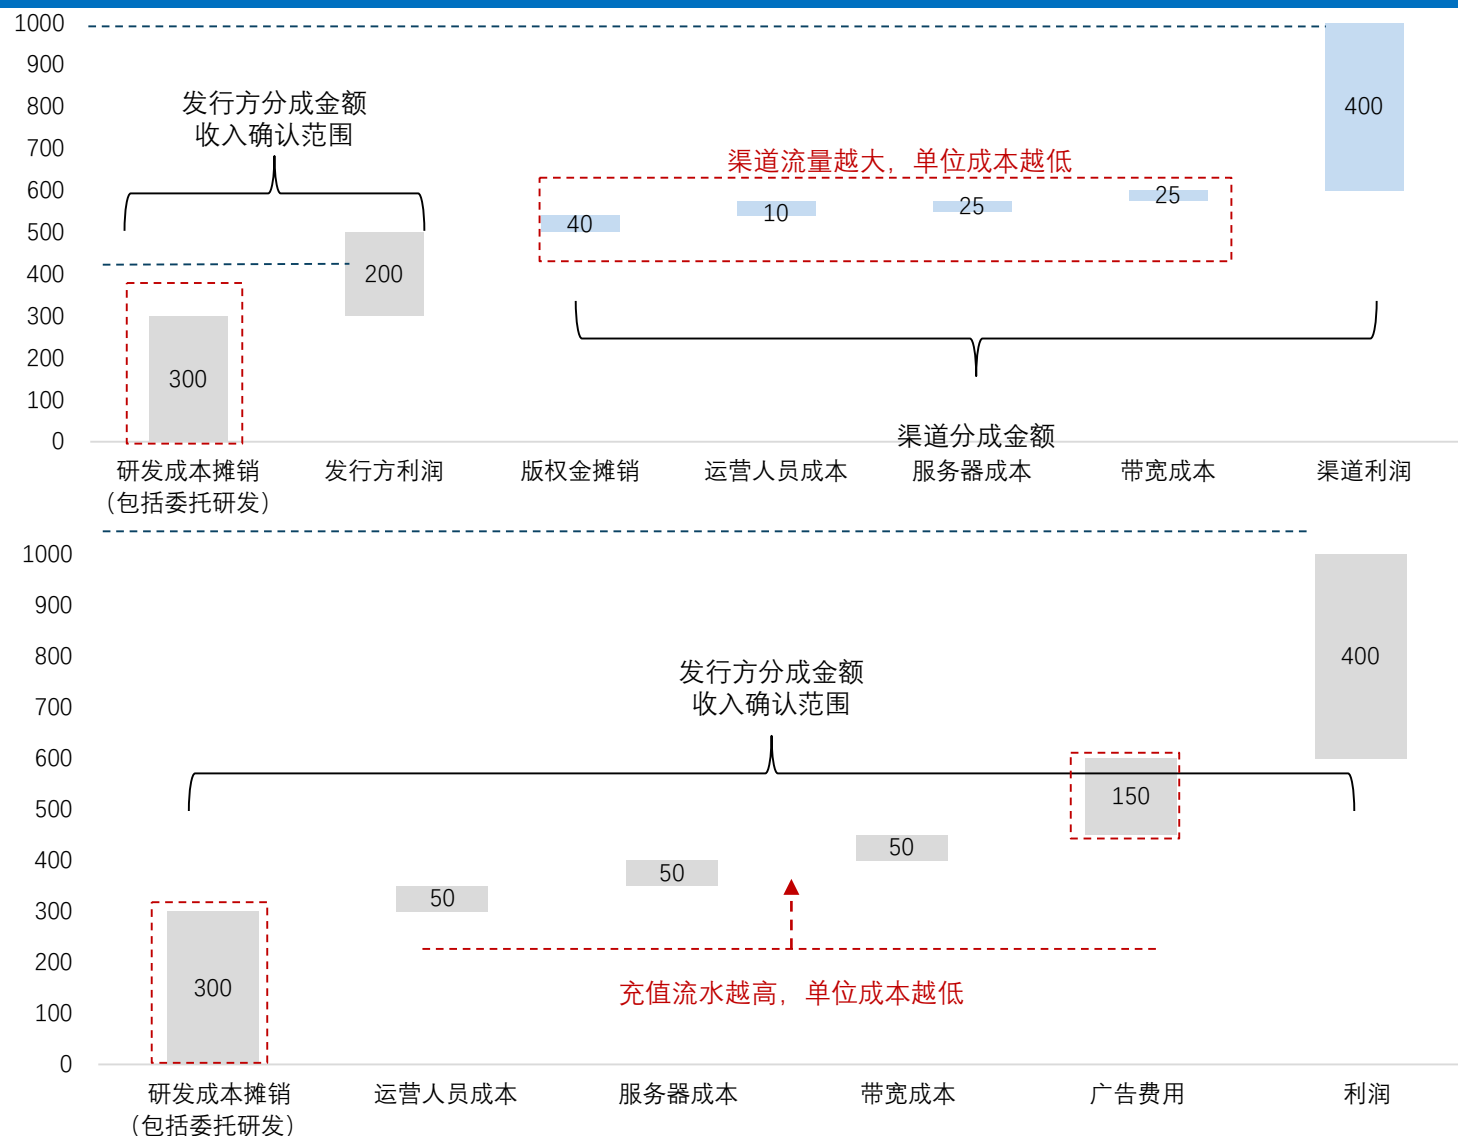 1000
900
800
700
600
500
400
300
200
100
0
发行方分成金额
收入确认范围
渠道流量越大，单位成本越低
300
200
40
10
25
25
400
渠道分成金额
研发成本摊销
（包括委托研发）
发行方利润
版权金摊销
运营人员成本
服务器成本
带宽成本
渠道利润
1000
900
800
700
600
500
400
300
200
100
0
发行方分成金额
收入确认范围
300
50
50
50
150
400
充值流水越高，单位成本越低
研发成本摊销
（包括委托研发）
运营人员成本
服务器成本
带宽成本
广告费用
利润